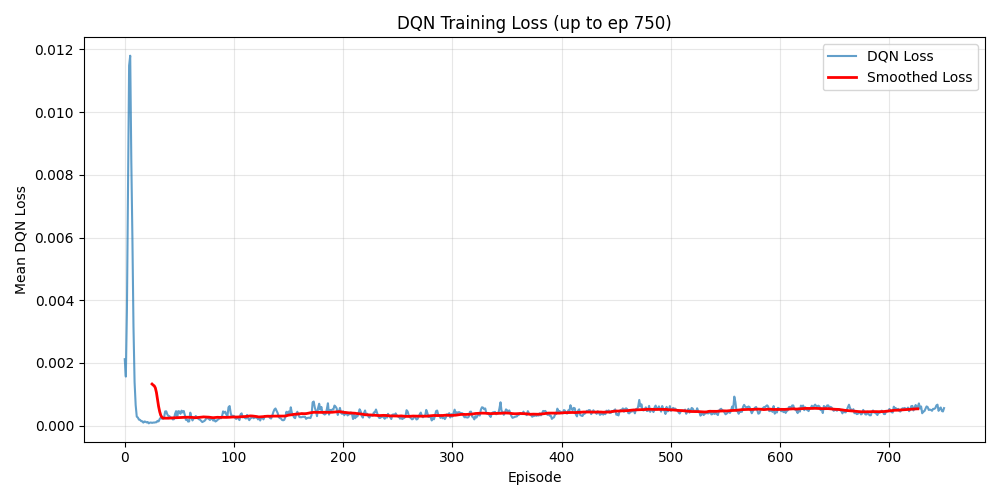 DQN Training Loss (up to ep 750)
DQN Loss
Smoothed Loss
Mean DQN Loss
0.012
0.010
0.008
0.006
0.004
0.002
0.000
0 100 200 300 400 500 600 700
Episode